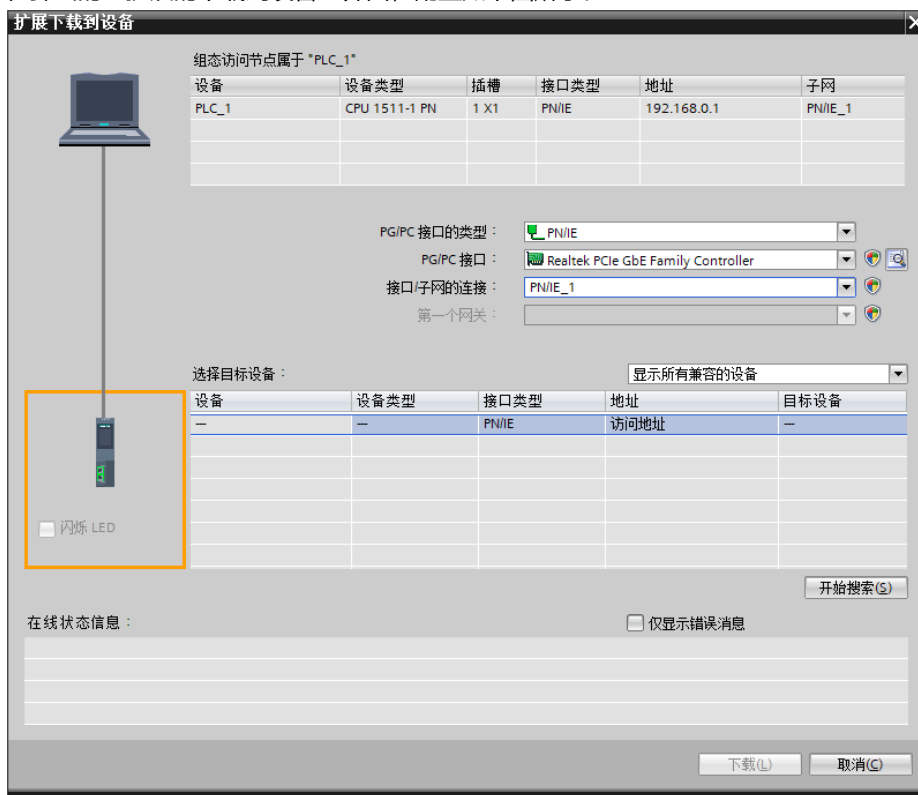 扩展下载到设备
组态访问节点属于 "PLC_1"
设备 设备类型 插槽 接口类型 地址 子网
PLC_1 CPU 1511-1 PN 1 X1 PN/IE 192.168.0.1 PN/IE_1
PG/PC 接口的类型： PN/IE
PG/PC 接口： Realtek PCIe GbE Family Controller
接口/子网的连接： PN/IE_1
第一个网关：
选择目标设备： 显示所有兼容的设备
设备 设备类型 接口类型 地址 目标设备
— — PN/IE 访问地址 —
闪烁 LED
开始搜索(S)
在线状态信息： 仅显示错误消息
下载(L) 取消(C)